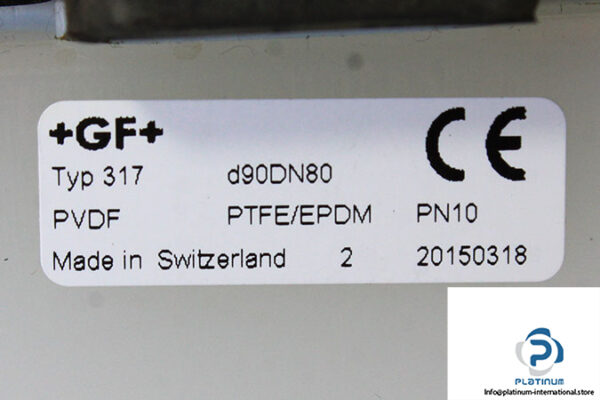 +GF+ CE
Typ 317 d90DN80
PVDF PTFE/EPDM PN10
Made in Switzerland 2 20150318
PLATINUM
Info@platinum-international.store